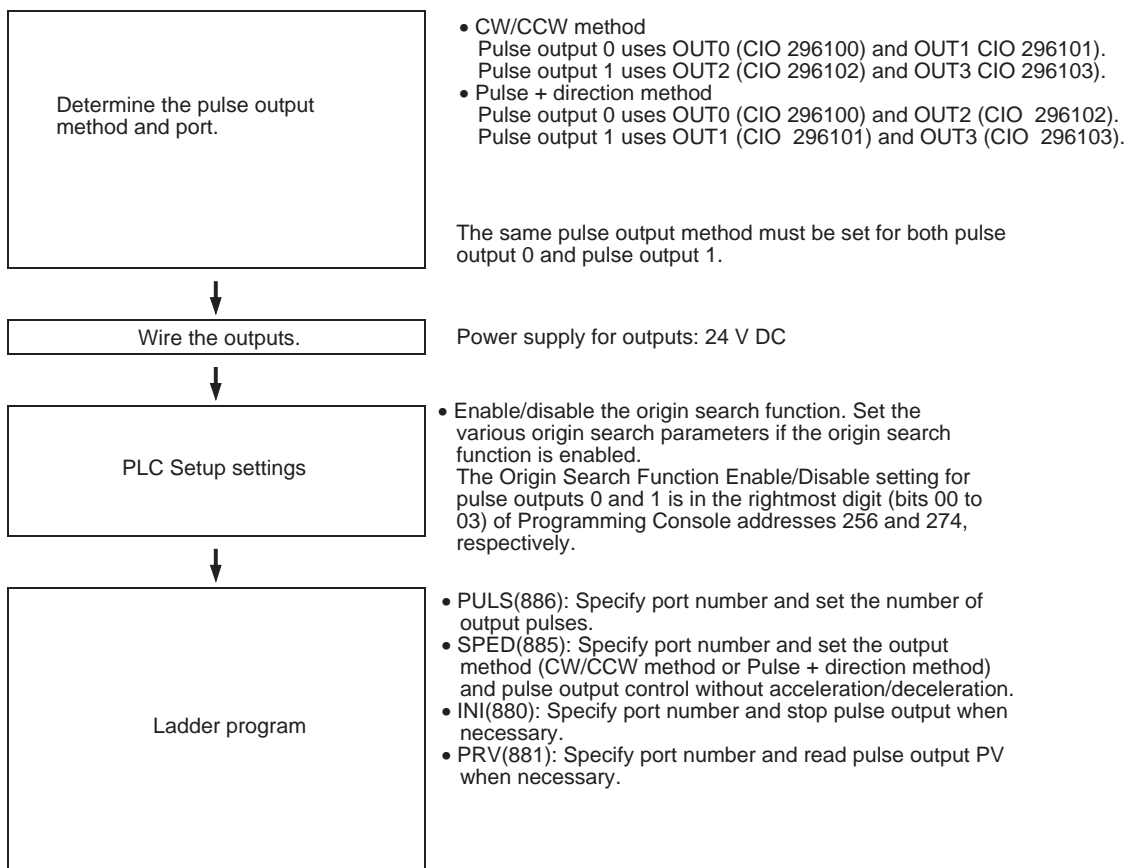 Determine the pulse output
method and port.
• CW/CCW method
Pulse output 0 uses OUT0 (CIO 296100) and OUT1 CIO 296101).
Pulse output 1 uses OUT2 (CIO 296102) and OUT3 CIO 296103).
• Pulse + direction method
Pulse output 0 uses OUT0 (CIO 296100) and OUT2 (CIO 296102).
Pulse output 1 uses OUT1 (CIO 296101) and OUT3 (CIO 296103).
The same pulse output method must be set for both pulse
output 0 and pulse output 1.
Wire the outputs.
Power supply for outputs: 24 V DC
PLC Setup settings
• Enable/disable the origin search function. Set the
various origin search parameters if the origin search
function is enabled.
The Origin Search Function Enable/Disable setting for
pulse outputs 0 and 1 is in the rightmost digit (bits 00 to
03) of Programming Console addresses 256 and 274,
respectively.
Ladder program
• PULS(886): Specify port number and set the number of
output pulses.
• SPED(885): Specify port number and set the output
method (CW/CCW method or Pulse + direction method)
and pulse output control without acceleration/deceleration.
• INI(880): Specify port number and stop pulse output when
necessary.
• PRV(881): Specify port number and read pulse output PV
when necessary.